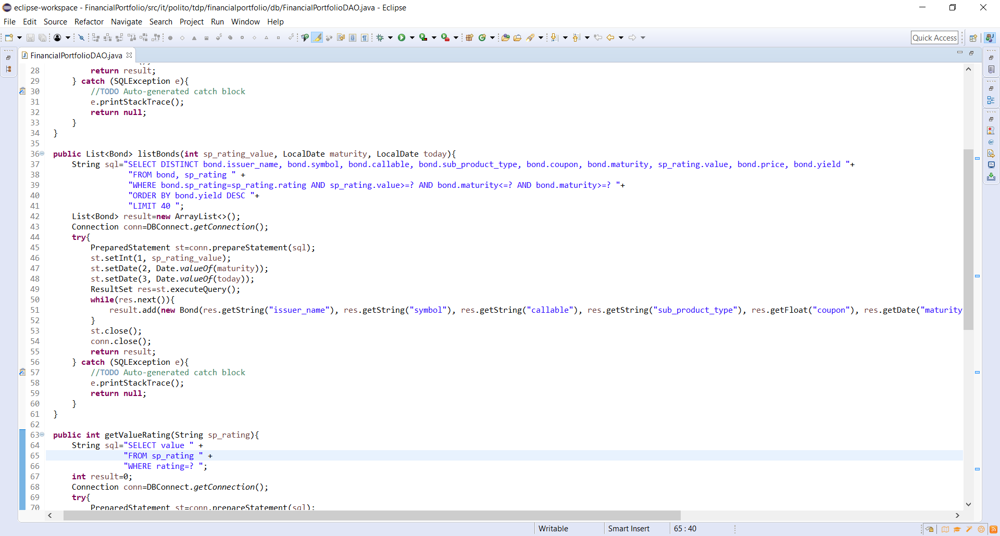 eclipse-workspace - FinancialPortfolio/src/it/polito/tdp/financialportfolio/db/FinancialPortfolioDAO.java - Eclipse
File Edit Source Refactor Navigate Search Project Run Window Help
Quick Access
FinancialPortfolioDAO.java
28 return result;
29 } catch (SQLException e){
30 //TODO Auto-generated catch block
31 e.printStackTrace();
32 return null;
33 }
34 }
35
36 public List<Bond> listBonds(int sp_rating_value, LocalDate maturity, LocalDate today){
37 String sql="SELECT DISTINCT bond.issuer_name, bond.symbol, bond.callable, bond.sub_product_type, bond.coupon, bond.maturity, sp_rating.value, bond.price, bond.yield "+
38 "FROM bond, sp_rating " +
39 "WHERE bond.sp_rating=sp_rating.rating AND sp_rating.value>=? AND bond.maturity<=? AND bond.maturity>=? "+
40 "ORDER BY bond.yield DESC "+
41 "LIMIT 40 ";
42 List<Bond> result=new ArrayList<>();
43 Connection conn=DBConnect.getConnection();
44 try{
45 PreparedStatement st=conn.prepareStatement(sql);
46 st.setInt(1, sp_rating_value);
47 st.setDate(2, Date.valueOf(maturity));
48 st.setDate(3, Date.valueOf(today));
49 ResultSet res=st.executeQuery();
50 while(res.next()){
51 result.add(new Bond(res.getString("issuer_name"), res.getString("symbol"), res.getString("callable"), res.getString("sub_product_type"), res.getFloat("coupon"), res.getDate("maturity
52 }
53 st.close();
54 conn.close();
55 return result;
56 } catch (SQLException e){
57 //TODO Auto-generated catch block
58 e.printStackTrace();
59 return null;
60 }
61 }
62
63 public int getValueRating(String sp_rating){
64 String sql="SELECT value " +
65 "FROM sp_rating " +
66 "WHERE rating=? ";
67 int result=0;
68 Connection conn=DBConnect.getConnection();
69 try{
70 PreparedStatement st=conn.prepareStatement(sql);
Writable Smart Insert 65 : 40